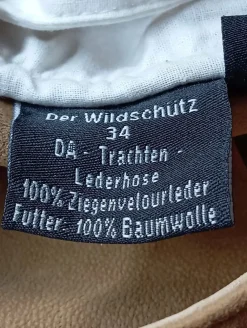 Der Wildschütz
34
DA - Trachten -
Lederhose
100% Ziegenvelourleder
Futter- 100% Baumwolle